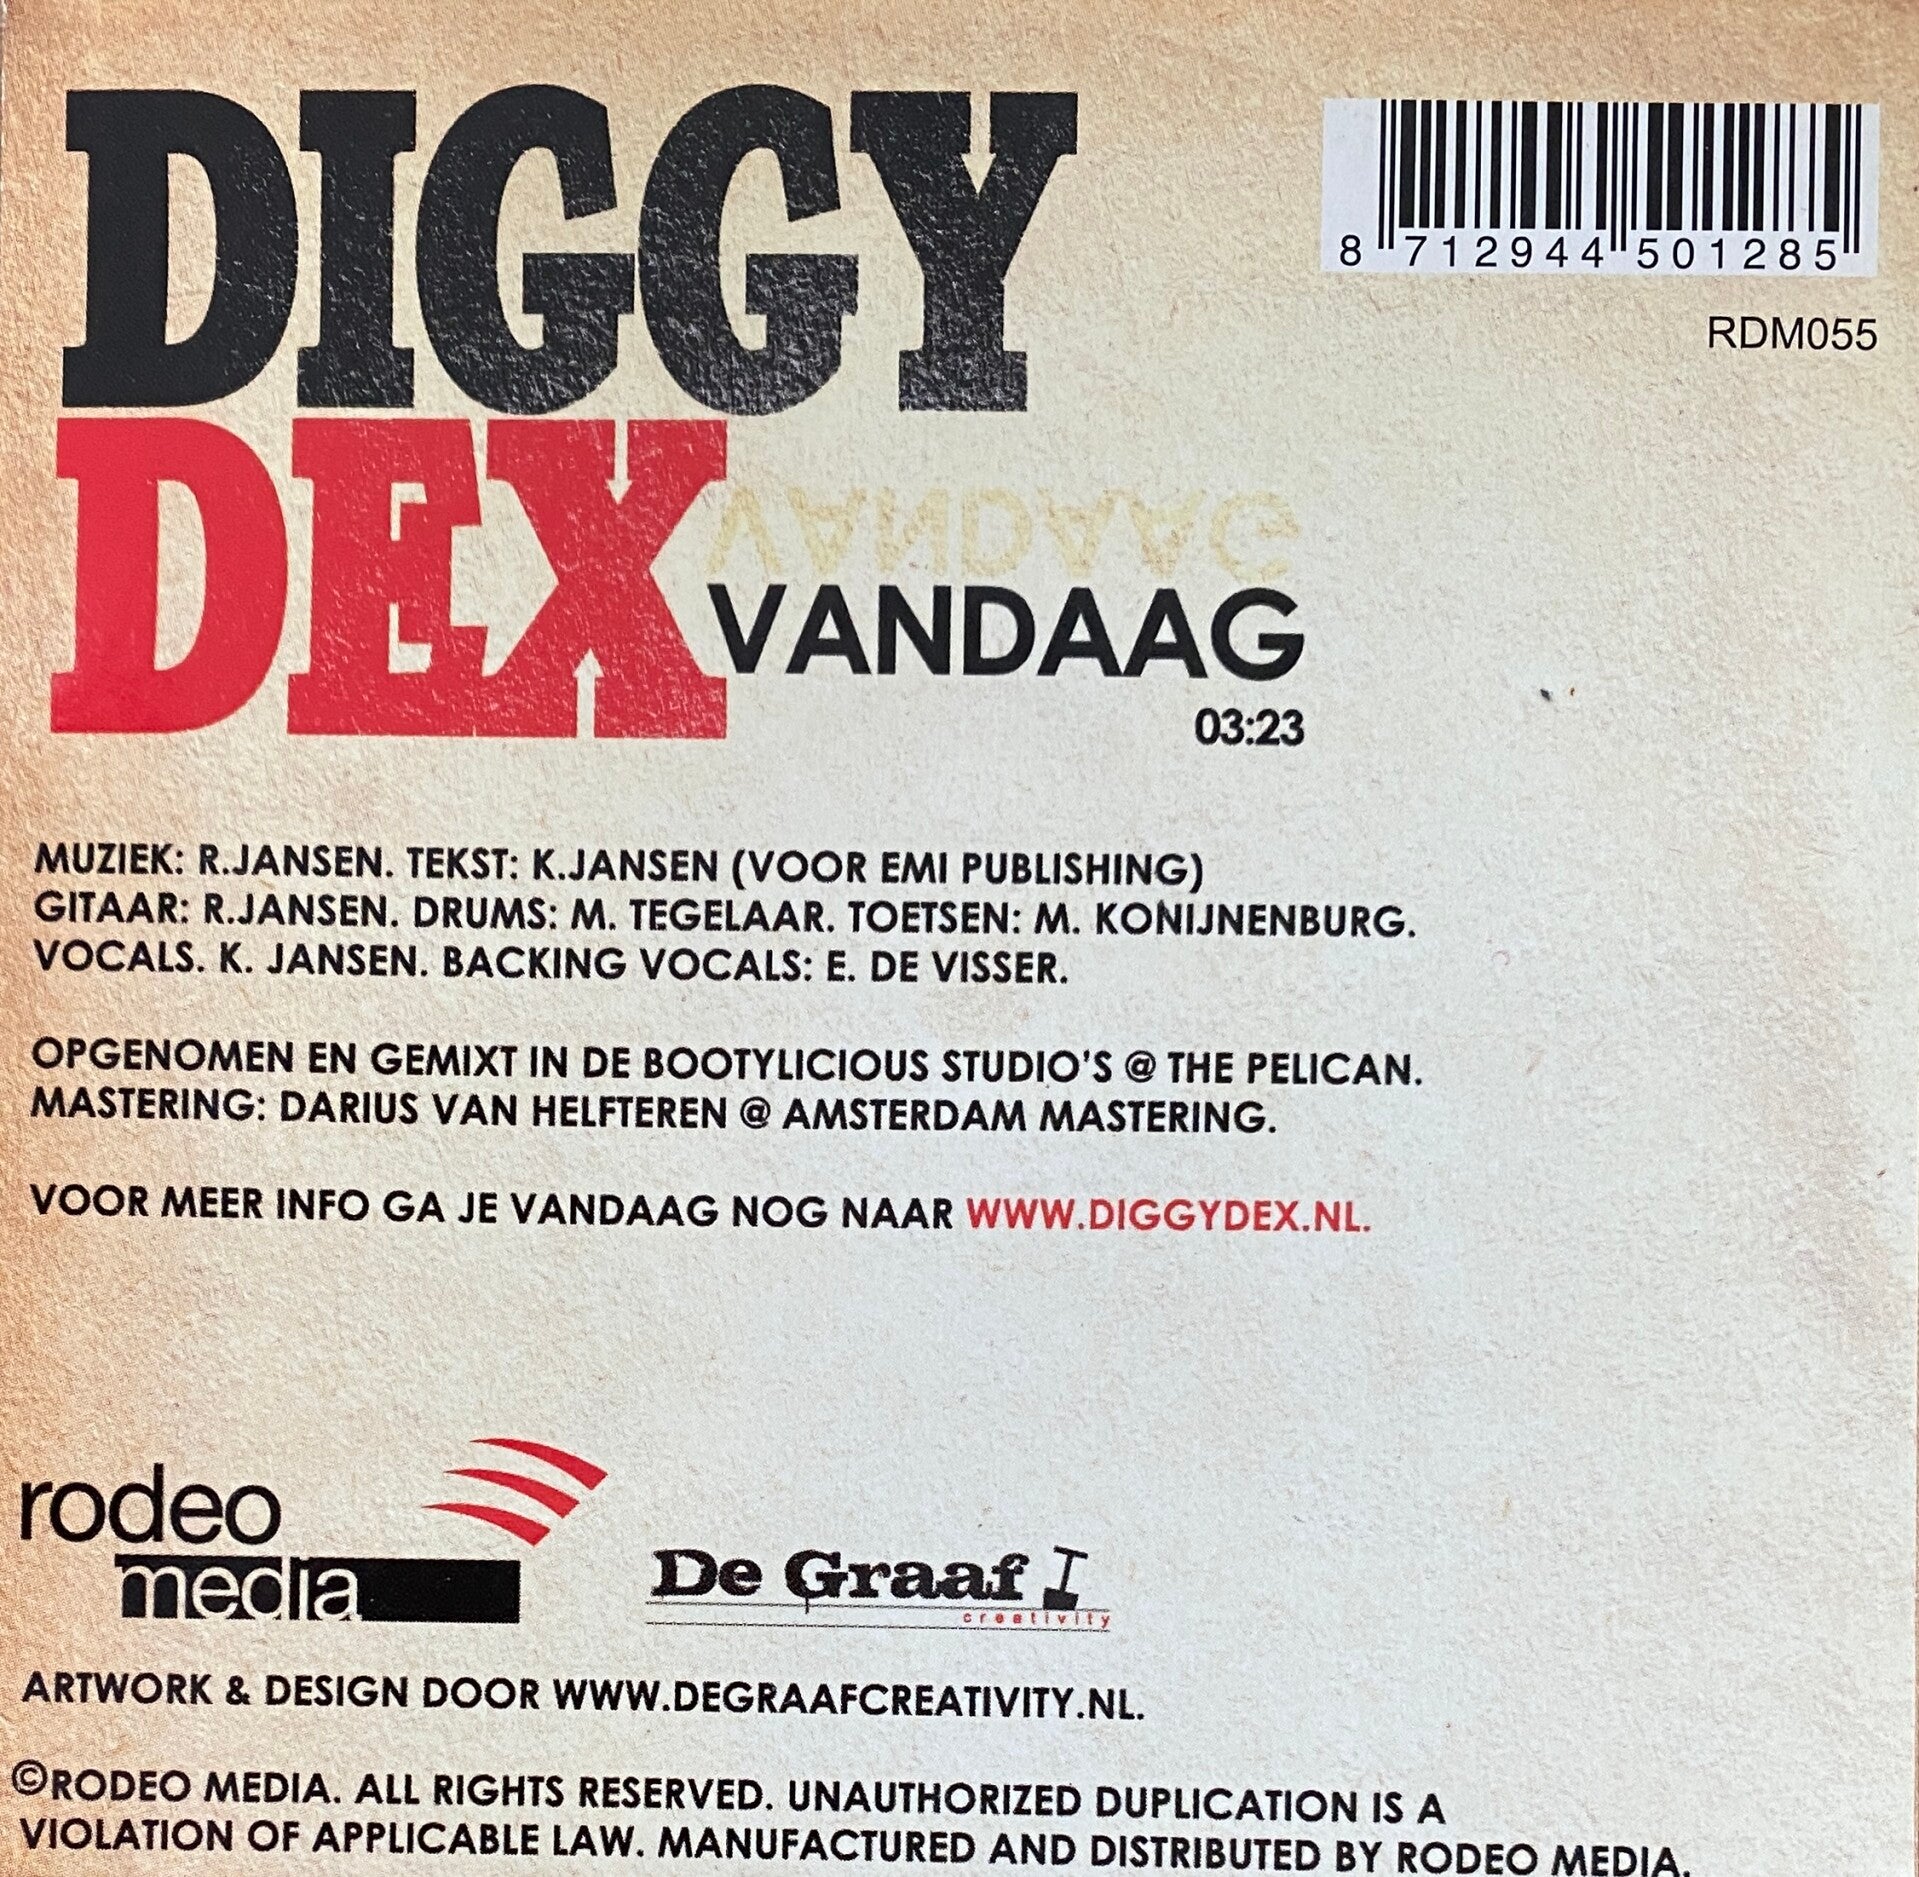 DIGGY
DEX
VANDAAG
VANDAAG
03:23
8 712944 501285
RDM055
MUZIEK: R.JANSEN. TEKST: K.JANSEN (VOOR EMI PUBLISHING)
GITAAR: R.JANSEN. DRUMS: M. TEGELAAR. TOETSEN: M. KONIJNENBURG.
VOCALS. K. JANSEN. BACKING VOCALS: E. DE VISSER.
OPGENOMEN EN GEMIXT IN DE BOOTYLICIOUS STUDIO'S @ THE PELICAN.
MASTERING: DARIUS VAN HELFTEREN @ AMSTERDAM MASTERING.
VOOR MEER INFO GA JE VANDAAG NOG NAAR WWW.DIGGYDEX.NL.
rodeo
media
De Graaf
creativity
ARTWORK & DESIGN DOOR WWW.DEGRAAFCREATIVITY.NL.
©RODEO MEDIA. ALL RIGHTS RESERVED. UNAUTHORIZED DUPLICATION IS A
VIOLATION OF APPLICABLE LAW. MANUFACTURED AND DISTRIBUTED BY RODEO MEDIA.